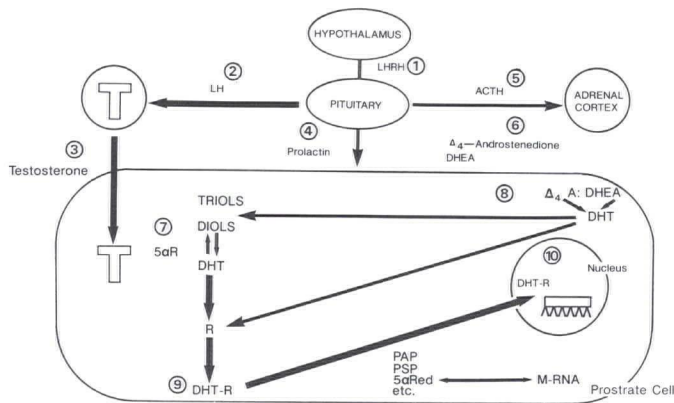 HYPOTHALAMUS
LHRH ①
②
LH
PITUITARY
⑤
ACTH
ADRENAL
CORTEX
T
③
Testosterone
④
Prolactin
⑥
Δ₄—Androstenedione
DHEA
⑧
Δ₄ A: DHEA
DHT
TRIOLS
⑦
DIOLS
5αR
DHT
T
R
⑨ DHT-R
⑩
Nucleus
DHT-R
PAP
PSP
5αRed
etc.
M-RNA
Prostrate Cell